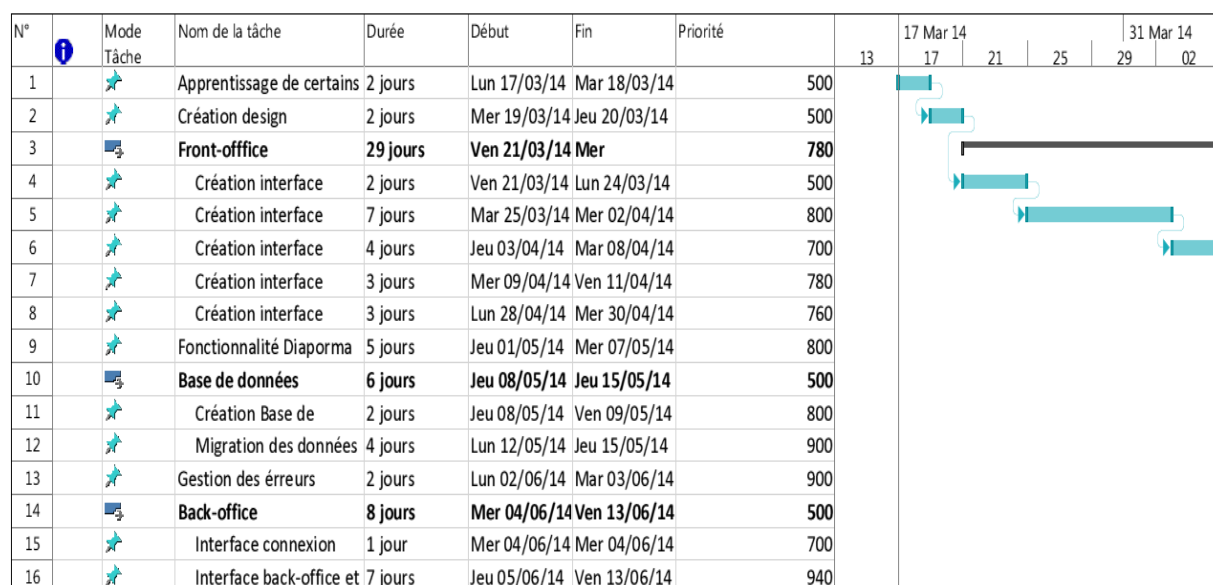 N° Mode Tâche Nom de la tâche Durée Début Fin Priorité 17 Mar 14 31 Mar 14
13 17 21 25 29 02
1 Apprentissage de certains 2 jours Lun 17/03/14 Mar 18/03/14 500
2 Création design 2 jours Mer 19/03/14 Jeu 20/03/14 500
3 Front-offfice 29 jours Ven 21/03/14 Mer 780
4 Création interface 2 jours Ven 21/03/14 Lun 24/03/14 500
5 Création interface 7 jours Mar 25/03/14 Mer 02/04/14 800
6 Création interface 4 jours Jeu 03/04/14 Mar 08/04/14 700
7 Création interface 3 jours Mer 09/04/14 Ven 11/04/14 780
8 Création interface 3 jours Lun 28/04/14 Mer 30/04/14 760
9 Fonctionnalité Diaporma 5 jours Jeu 01/05/14 Mer 07/05/14 800
10 Base de données 6 jours Jeu 08/05/14 Jeu 15/05/14 500
11 Création Base de 2 jours Jeu 08/05/14 Ven 09/05/14 800
12 Migration des données 4 jours Lun 12/05/14 Jeu 15/05/14 900
13 Gestion des érreurs 2 jours Lun 02/06/14 Mar 03/06/14 900
14 Back-office 8 jours Mer 04/06/14 Ven 13/06/14 500
15 Interface connexion 1 jour Mer 04/06/14 Mer 04/06/14 700
16 Interface back-office et 7 jours Jeu 05/06/14 Ven 13/06/14 940